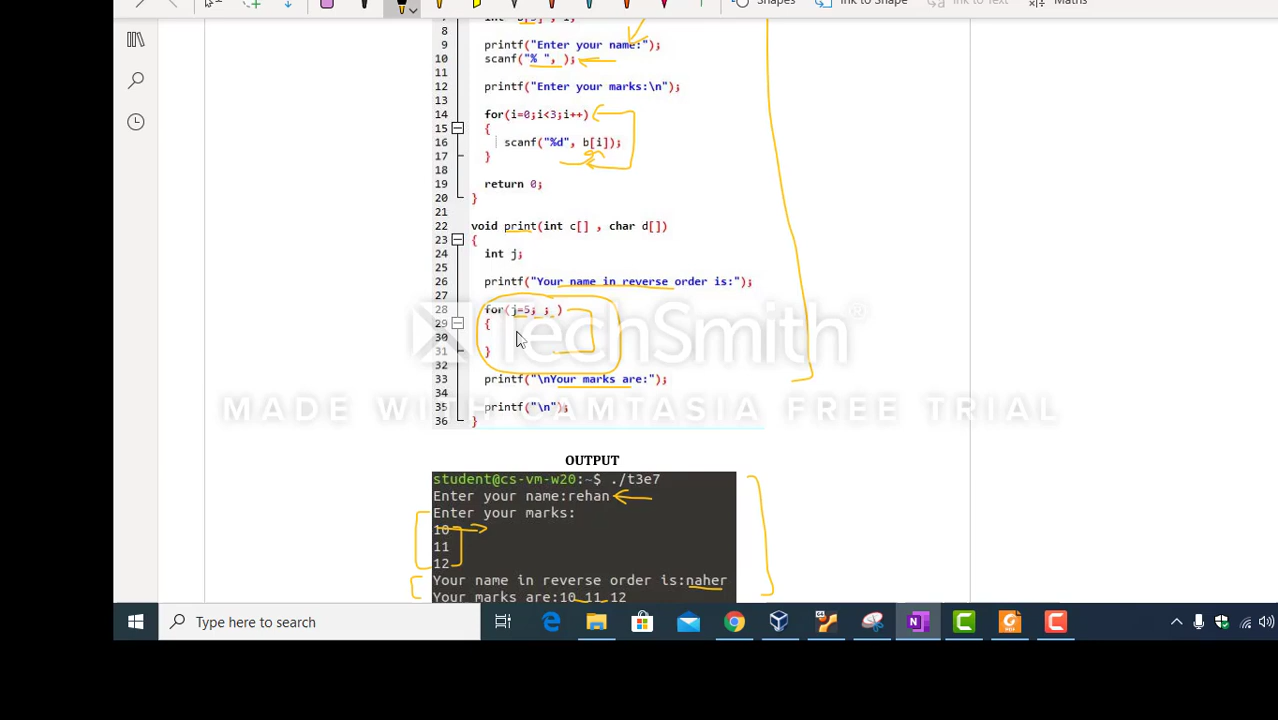 Ink to Shape
Ink to Text
Maths
7
8
9 printf("Enter your name:");
10 scanf("% ", );
11
12 printf("Enter your marks:\n");
13
14 for(i=0;i<3;i++)
15 {
16 scanf("%d", b[i]);
17 }
18
19 return 0;
20 }
21
22 void print(int c[] , char d[])
23 {
24 int j;
25
26 printf("Your name in reverse order is:");
27
28 for(j=5; ; )
29 {
30
31 }
32
33 printf("\nYour marks are:");
34
35 printf("\n");
36 }
TechSmith®
MADE WITH CAMTASIA FREE TRIAL
OUTPUT
student@cs-vm-w20:~$ ./t3e7
Enter your name:rehan
Enter your marks:
10
11
12
Your name in reverse order is:naher
Your marks are:10 11 12
Type here to search